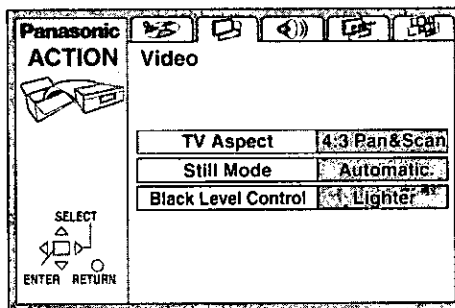 Panasonic
ACTION
Video
TV Aspect 4:3 Pan&Scan
Still Mode Automatic
Black Level Control Lighter
SELECT
ENTER RETURN